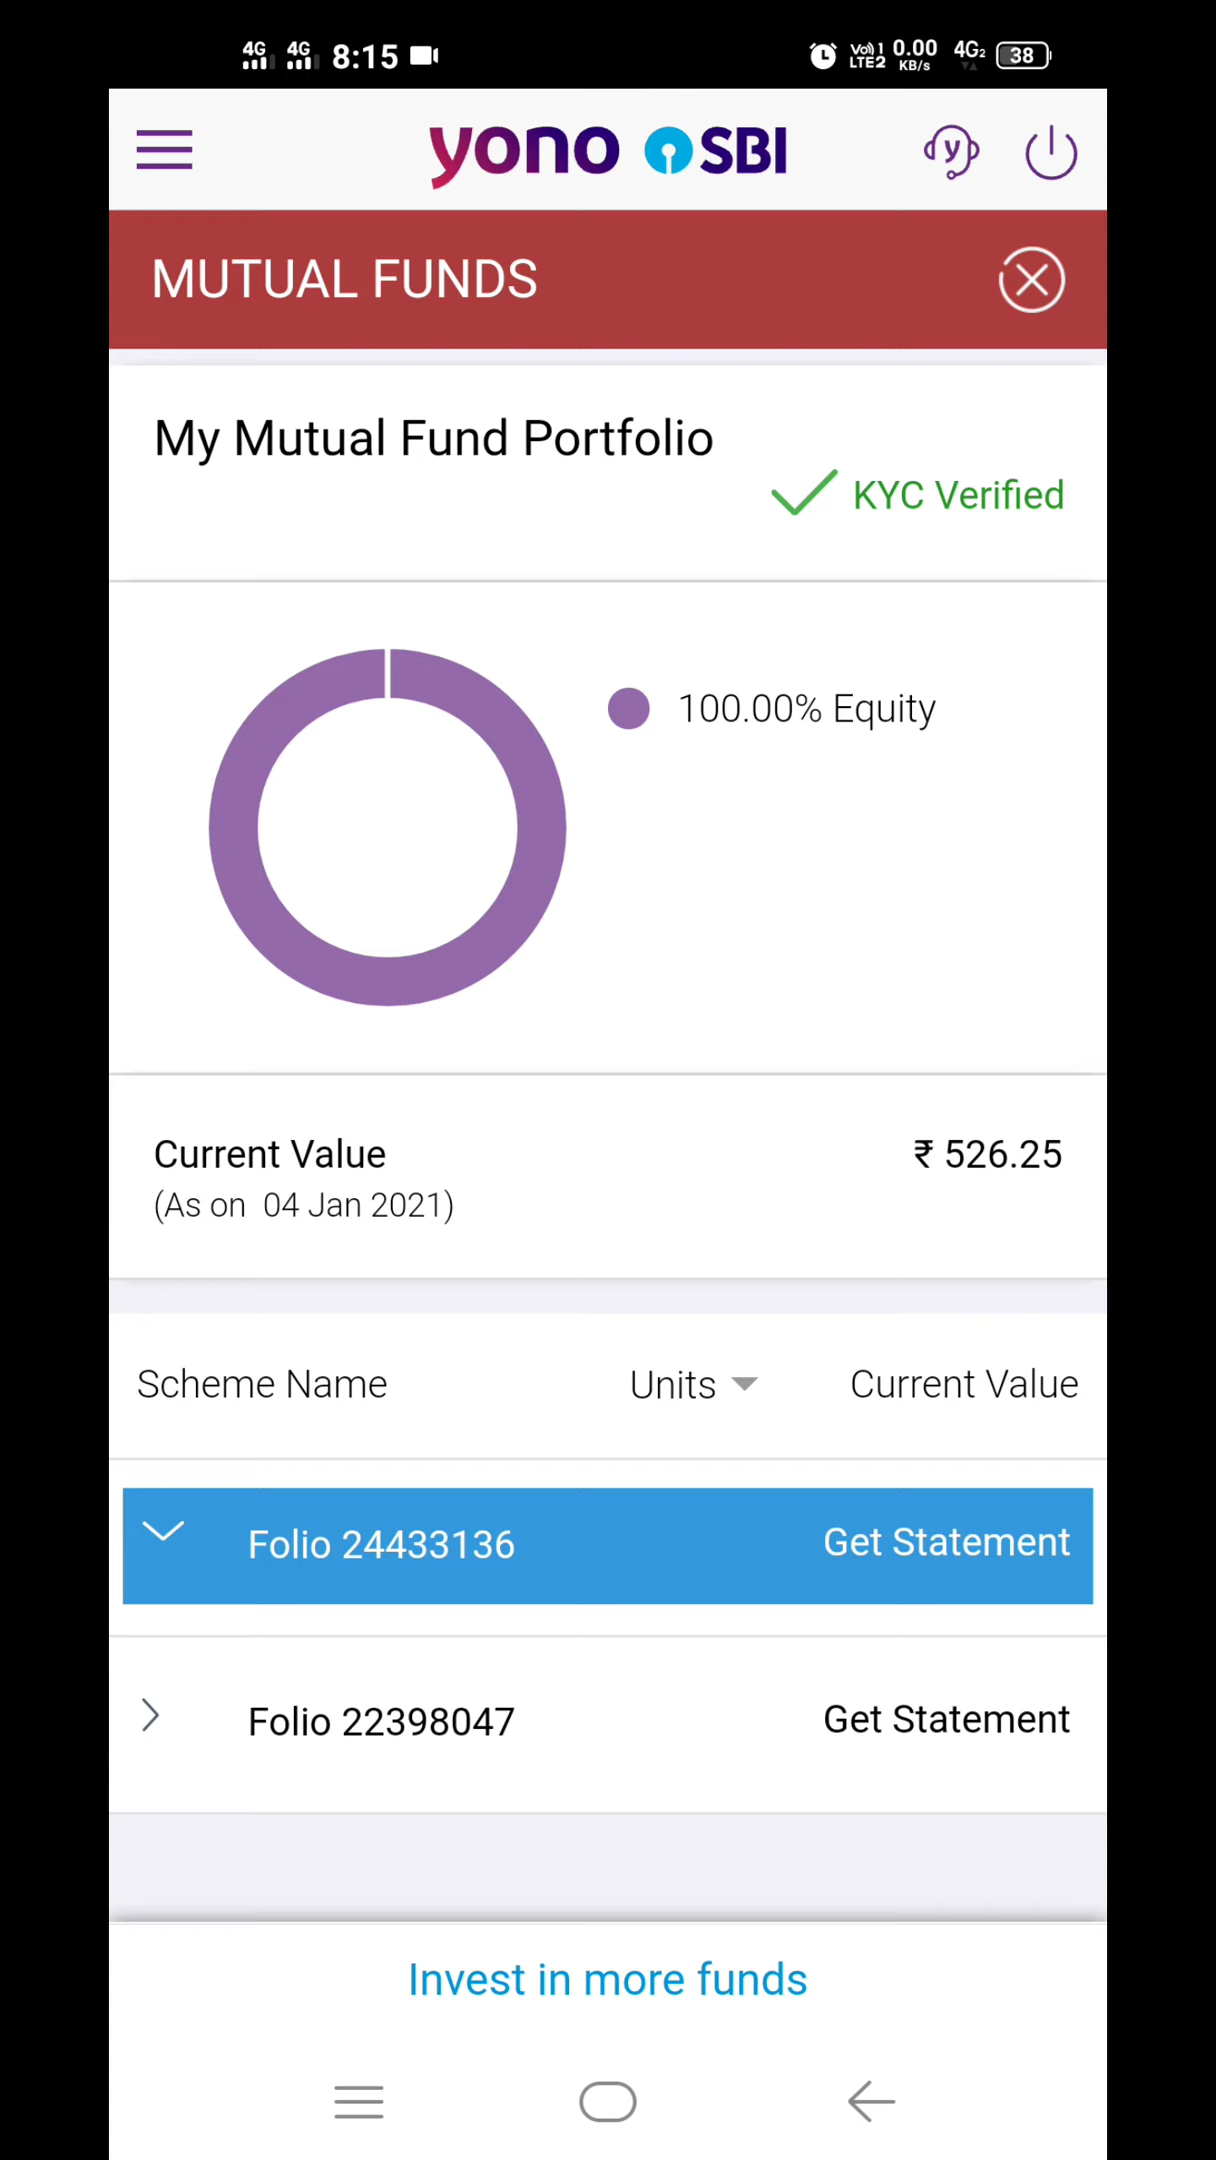 4G 4G 8:15 Vo) 1 LTE2 0.00 KB/s 4G2 38
yono SBI y
MUTUAL FUNDS
My Mutual Fund Portfolio
KYC Verified
100.00% Equity
Current Value ₹ 526.25
(As on 04 Jan 2021)
Scheme Name Units Current Value
Folio 24433136 Get Statement
Folio 22398047 Get Statement
Invest in more funds